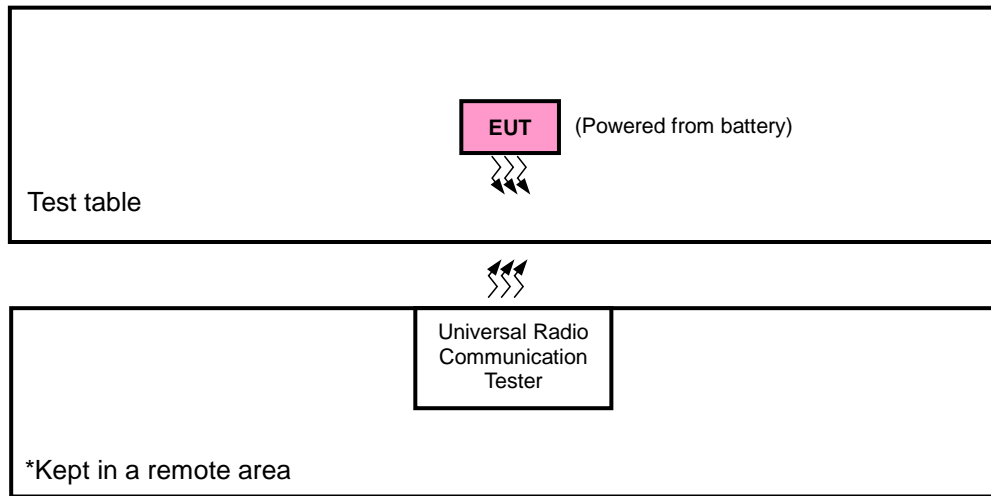 EUT
(Powered from battery)
Test table
Universal Radio
Communication
Tester
*Kept in a remote area